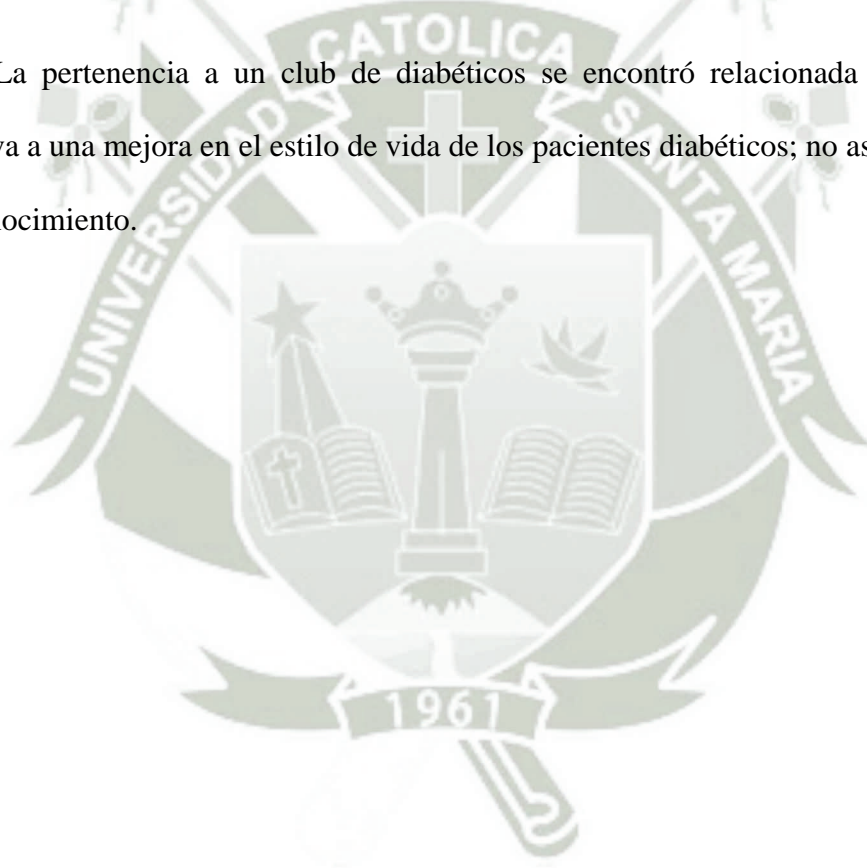 La pertenencia a un club de diabéticos se encontró relacionada
va a una mejora en el estilo de vida de los pacientes diabéticos; no as
nocimiento.
UNIVERSIDAD CATOLICA SANTA MARIA
1961